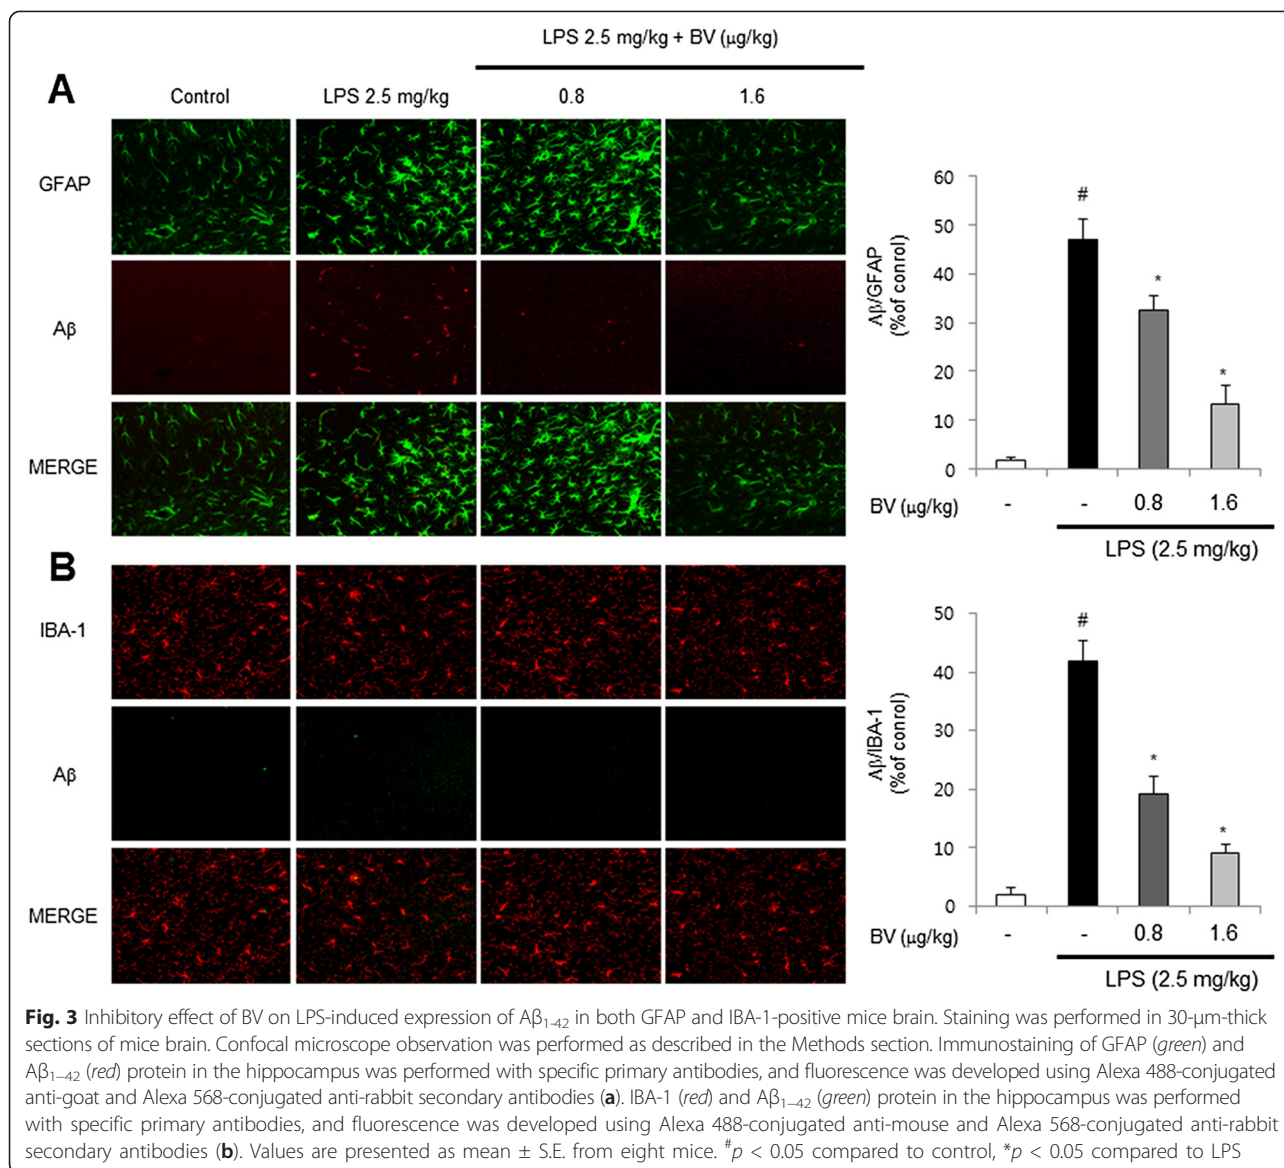 LPS 2.5 mg/kg + BV (μg/kg)
A
Control LPS 2.5 mg/kg 0.8 1.6
GFAP
Aβ
MERGE
Aβ/GFAP
(%of control)
60
50
40
30
20
10
0
#
*
*
BV (μg/kg) - - 0.8 1.6
LPS (2.5 mg/kg)
B
IBA-1
Aβ
MERGE
Aβ/IBA-1
(%of conrol)
50
40
30
20
10
0
#
*
*
BV (μg/kg) - - 0.8 1.6
LPS (2.5 mg/kg)
Fig. 3 Inhibitory effect of BV on LPS-induced expression of Aβ1-42 in both GFAP and IBA-1-positive mice brain. Staining was performed in 30-μm-thick
sections of mice brain. Confocal microscope observation was performed as described in the Methods section. Immunostaining of GFAP (green) and
Aβ1–42 (red) protein in the hippocampus was performed with specific primary antibodies, and fluorescence was developed using Alexa 488-conjugated
anti-goat and Alexa 568-conjugated anti-rabbit secondary antibodies (a). IBA-1 (red) and Aβ1–42 (green) protein in the hippocampus was performed
with specific primary antibodies, and fluorescence was developed using Alexa 488-conjugated anti-mouse and Alexa 568-conjugated anti-rabbit
secondary antibodies (b). Values are presented as mean ± S.E. from eight mice. #p < 0.05 compared to control, *p < 0.05 compared to LPS